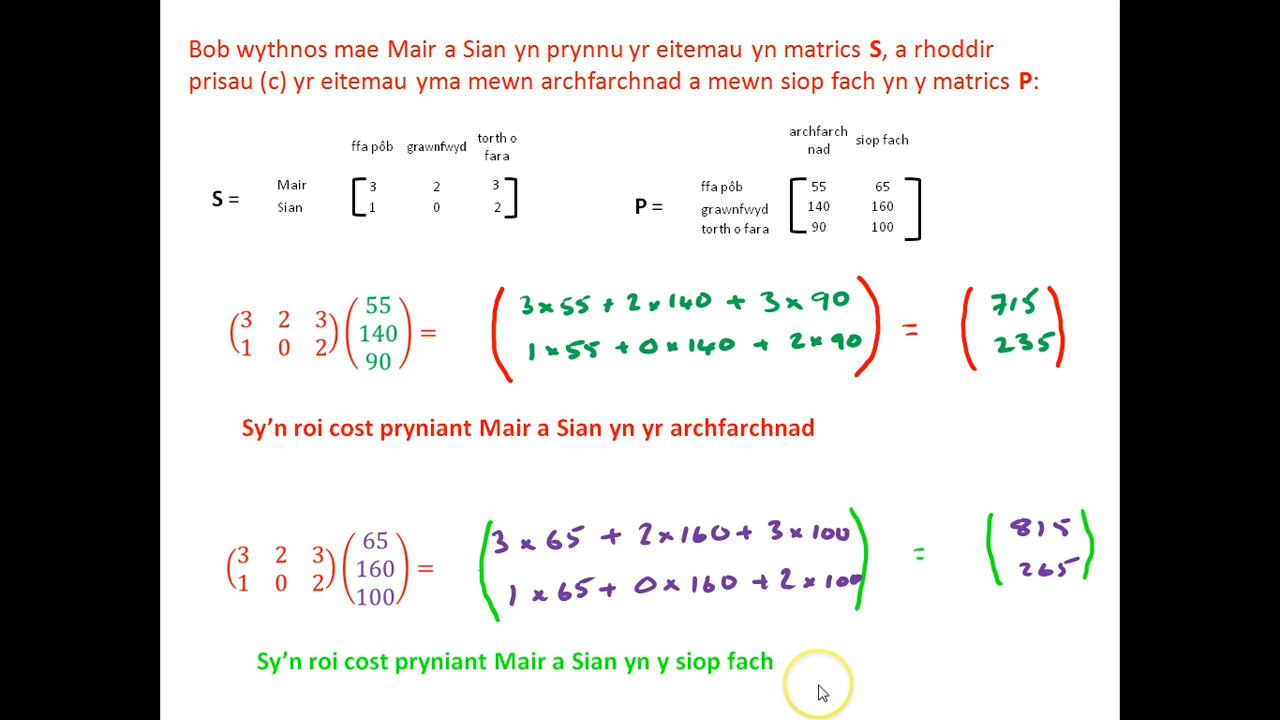 Bob wythnos mae Mair a Sian yn prynnu yr eitemau yn matrics S, a rhoddir
prisau (c) yr eitemau yma mewn archfarchnad a mewn siop fach yn y matrics P:
ffa pôb grawnfwyd torth o fara
S = Mair 3 2 3
Sian 1 0 2
archfarch nad siop fach
P = ffa pôb 55 65
grawnfwyd 140 160
torth o fara 90 100
(3 2 3 / 1 0 2) (55 / 140 / 90) =
(3 x 55 + 2 x 140 + 3 x 90
1 x 55 + 0 x 140 + 2 x 90) = (715
235)
Sy'n roi cost pryniant Mair a Sian yn yr archfarchnad
(3 2 3 / 1 0 2) (65 / 160 / 100) =
(3 x 65 + 2 x 160 + 3 x 100
1 x 65 + 0 x 160 + 2 x 100) = (815
265)
Sy'n roi cost pryniant Mair a Sian yn y siop fach